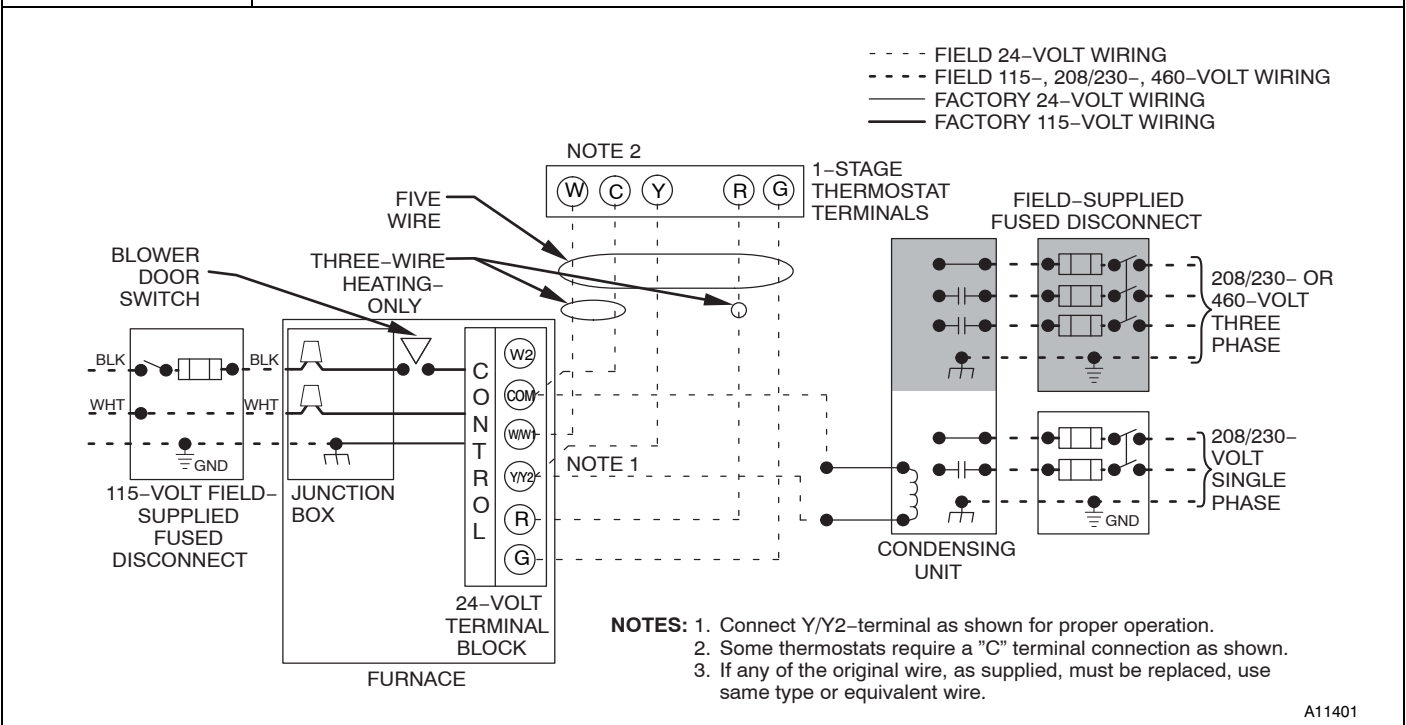 - - - - FIELD 24–VOLT WIRING
- - - - FIELD 115–, 208/230–, 460–VOLT WIRING
FACTORY 24–VOLT WIRING
FACTORY 115–VOLT WIRING
NOTE 2
W C Y R G
1–STAGE
THERMOSTAT
TERMINALS
FIVE
WIRE
THREE–WIRE
HEATING–
ONLY
BLOWER
DOOR
SWITCH
FIELD–SUPPLIED
FUSED DISCONNECT
208/230– OR
460–VOLT
THREE
PHASE
BLK
BLK
WHT
WHT
GND
115–VOLT FIELD–
SUPPLIED
FUSED
DISCONNECT
JUNCTION
BOX
CONTROL
W2
COM
W/W1
Y/Y2
R
G
NOTE 1
24–VOLT
TERMINAL
BLOCK
FURNACE
208/230–
VOLT
SINGLE
PHASE
GND
CONDENSING
UNIT
NOTES: 1. Connect Y/Y2–terminal as shown for proper operation.
2. Some thermostats require a ”C” terminal connection as shown.
3. If any of the original wire, as supplied, must be replaced, use
same type or equivalent wire.
A11401